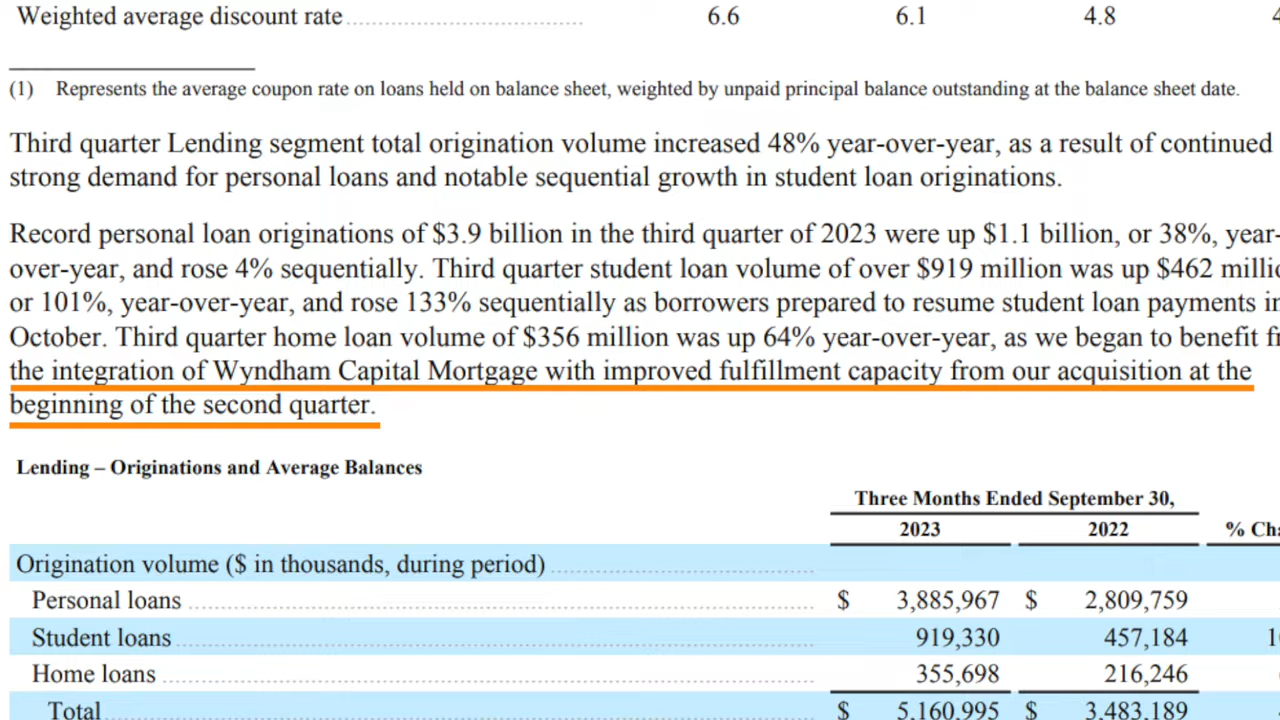 Weighted average discount rate 6.6 6.1 4.8
(1) Represents the average coupon rate on loans held on balance sheet, weighted by unpaid principal balance outstanding at the balance sheet date.
Third quarter Lending segment total origination volume increased 48% year-over-year, as a result of continued
strong demand for personal loans and notable sequential growth in student loan originations.
Record personal loan originations of $3.9 billion in the third quarter of 2023 were up $1.1 billion, or 38%, year-
over-year, and rose 4% sequentially. Third quarter student loan volume of over $919 million was up $462
or 101%, year-over-year, and rose 133% sequentially as borrowers prepared to resume student loan payments in
October. Third quarter home loan volume of $356 million was up 64% year-over-year, as we began to benefit
the integration of Wyndham Capital Mortgage with improved fulfillment capacity from our acquisition at the
beginning of the second quarter.
Lending – Originations and Average Balances
Three Months Ended September 30,
2023 2022 %
Origination volume ($ in thousands, during period)
Personal loans $ 3,885,967 $ 2,809,759
Student loans 919,330 457,184
Home loans 355,698 216,246
Total $ 5,160,995 $ 3,483,189